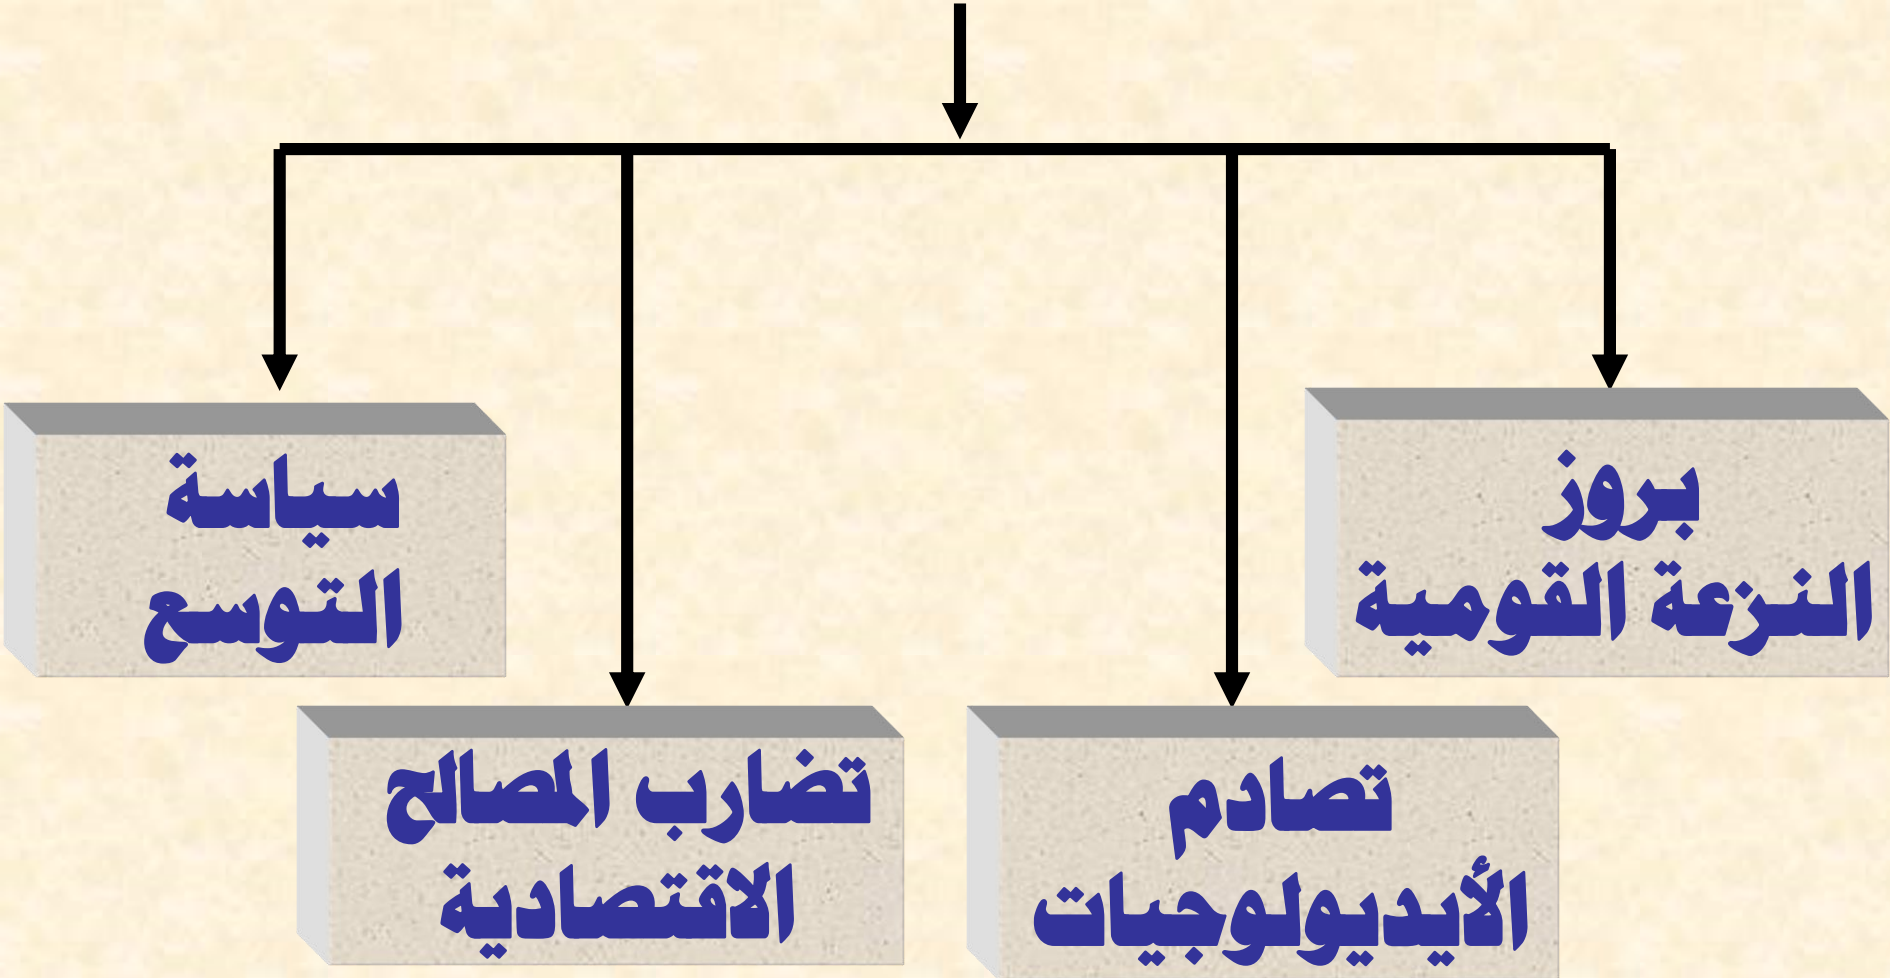 بروز
النزعة القومية
سياسة
التوسع
تصادم
الأيديولوجيات
تضارب المصالح
الاقتصادية